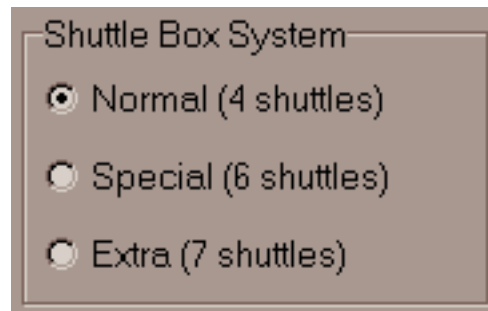 Shuttle Box System
Normal (4 shuttles)
Special (6 shuttles)
Extra (7 shuttles)